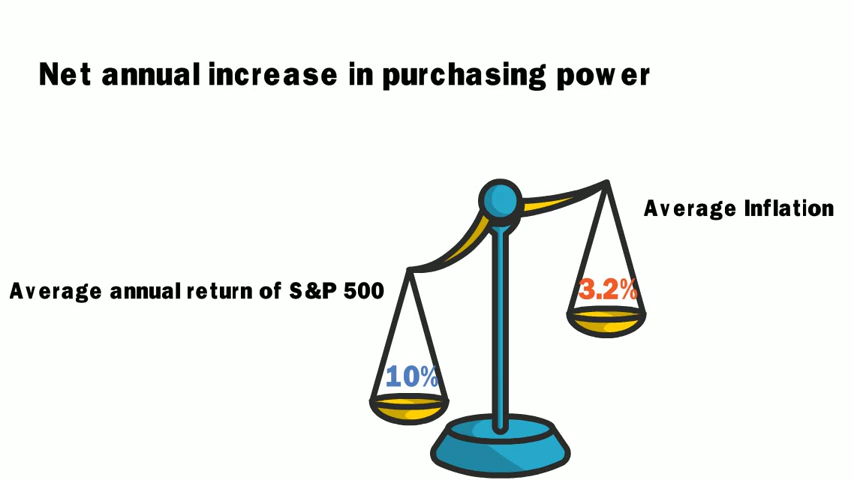 Net annual increase in purchasing power
Average Inflation
Average annual return of S&P 500
3.2%
10%